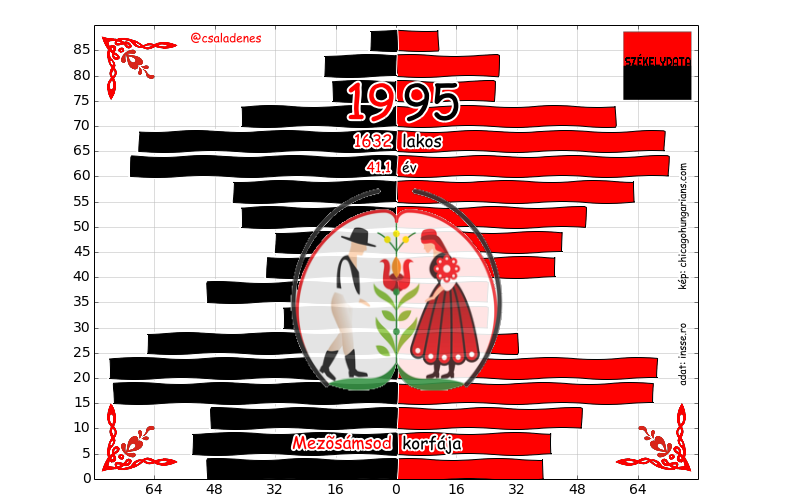 @csaladenes
SZÉKELYDATA
1995
1632 lakos
41,1 év
kép: chicagohungarians.com
adat: insse.ro
Mezősámsod korfája
85
80
75
70
65
60
55
50
45
40
35
30
25
20
15
10
5
0
64 48 32 16 0 16 32 48 64